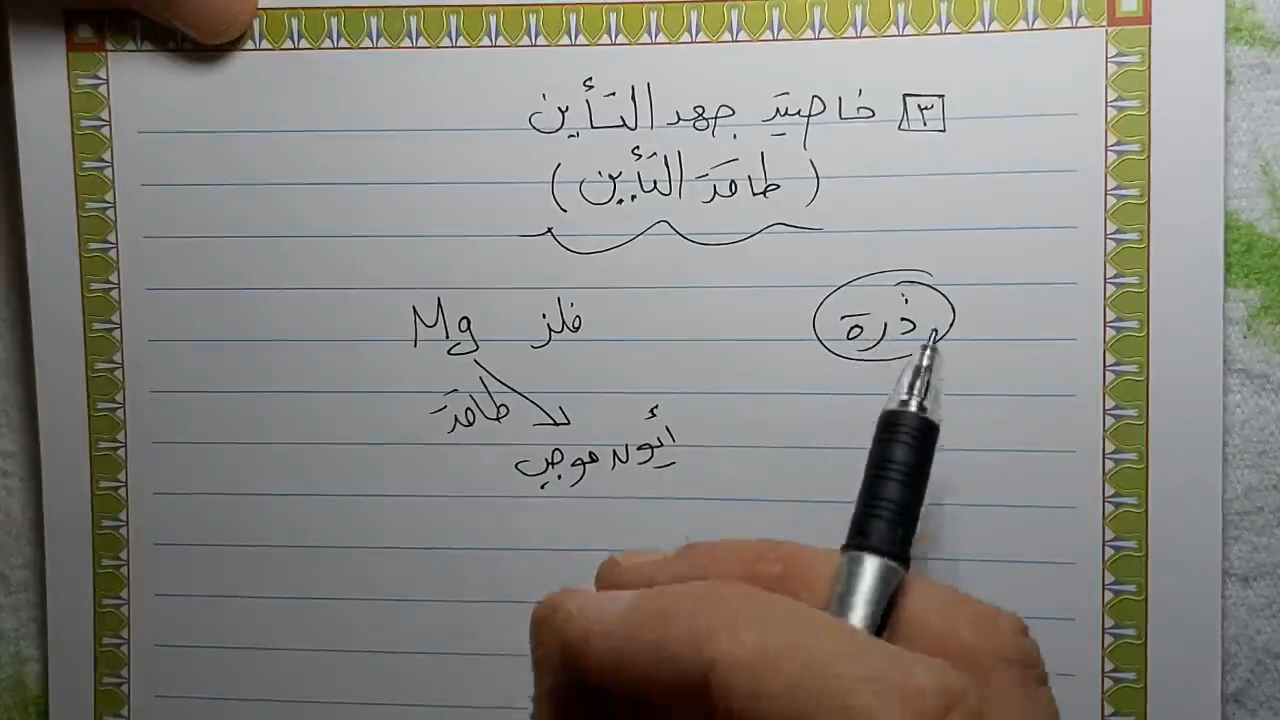 ٣ خاصية جهد التأين
( طاقة التأين )
ذرة فلز Mg
طاقة
أيون موجب